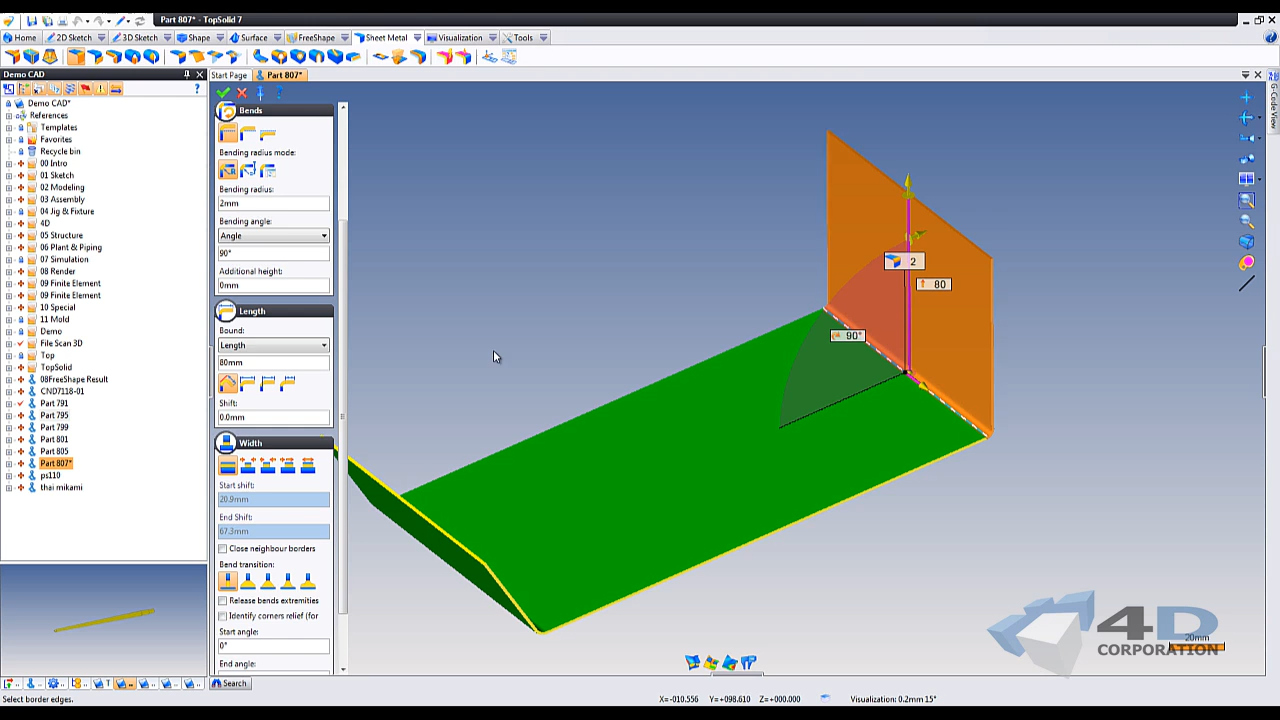 Part 807* - TopSolid 7
Home 2D Sketch 3D Sketch Shape Surface FreeShape Sheet Metal Visualization Tools
Demo CAD
Start Page Part 807*
Demo CAD*
References
Templates
Favorites
Recycle bin
00 Intro
01 Sketch
02 Modeling
03 Assembly
04 Jig & Fixture
4D
05 Structure
06 Plant & Piping
07 Simulation
08 Render
09 Finite Element
09 Finite Element
10 Special
11 Mold
Demo
File Scan 3D
Top
TopSolid
08FreeShape Result
CND7118-01
Part 791
Part 795
Part 799
Part 801
Part 805
Part 807*
ps110
thai mikami
Bends
Bending radius mode:
Bending radius:
2mm
Bending angle:
Angle
90°
Additional height:
0mm
Length
Bound:
Length
80mm
Shift:
0.0mm
Width
Start shift:
20.9mm
End Shift:
67.3mm
Close neighbour borders
Bend transition:
Release bends extremities
Identify corners relief (for
Start angle:
0°
End angle:
2
80
90°
G-Code View
4D
CORPORATION
20mm
Search
Select border edges.
X=-010.556 Y=+098.610 Z=+000.000 Visualization: 0.2mm 15°